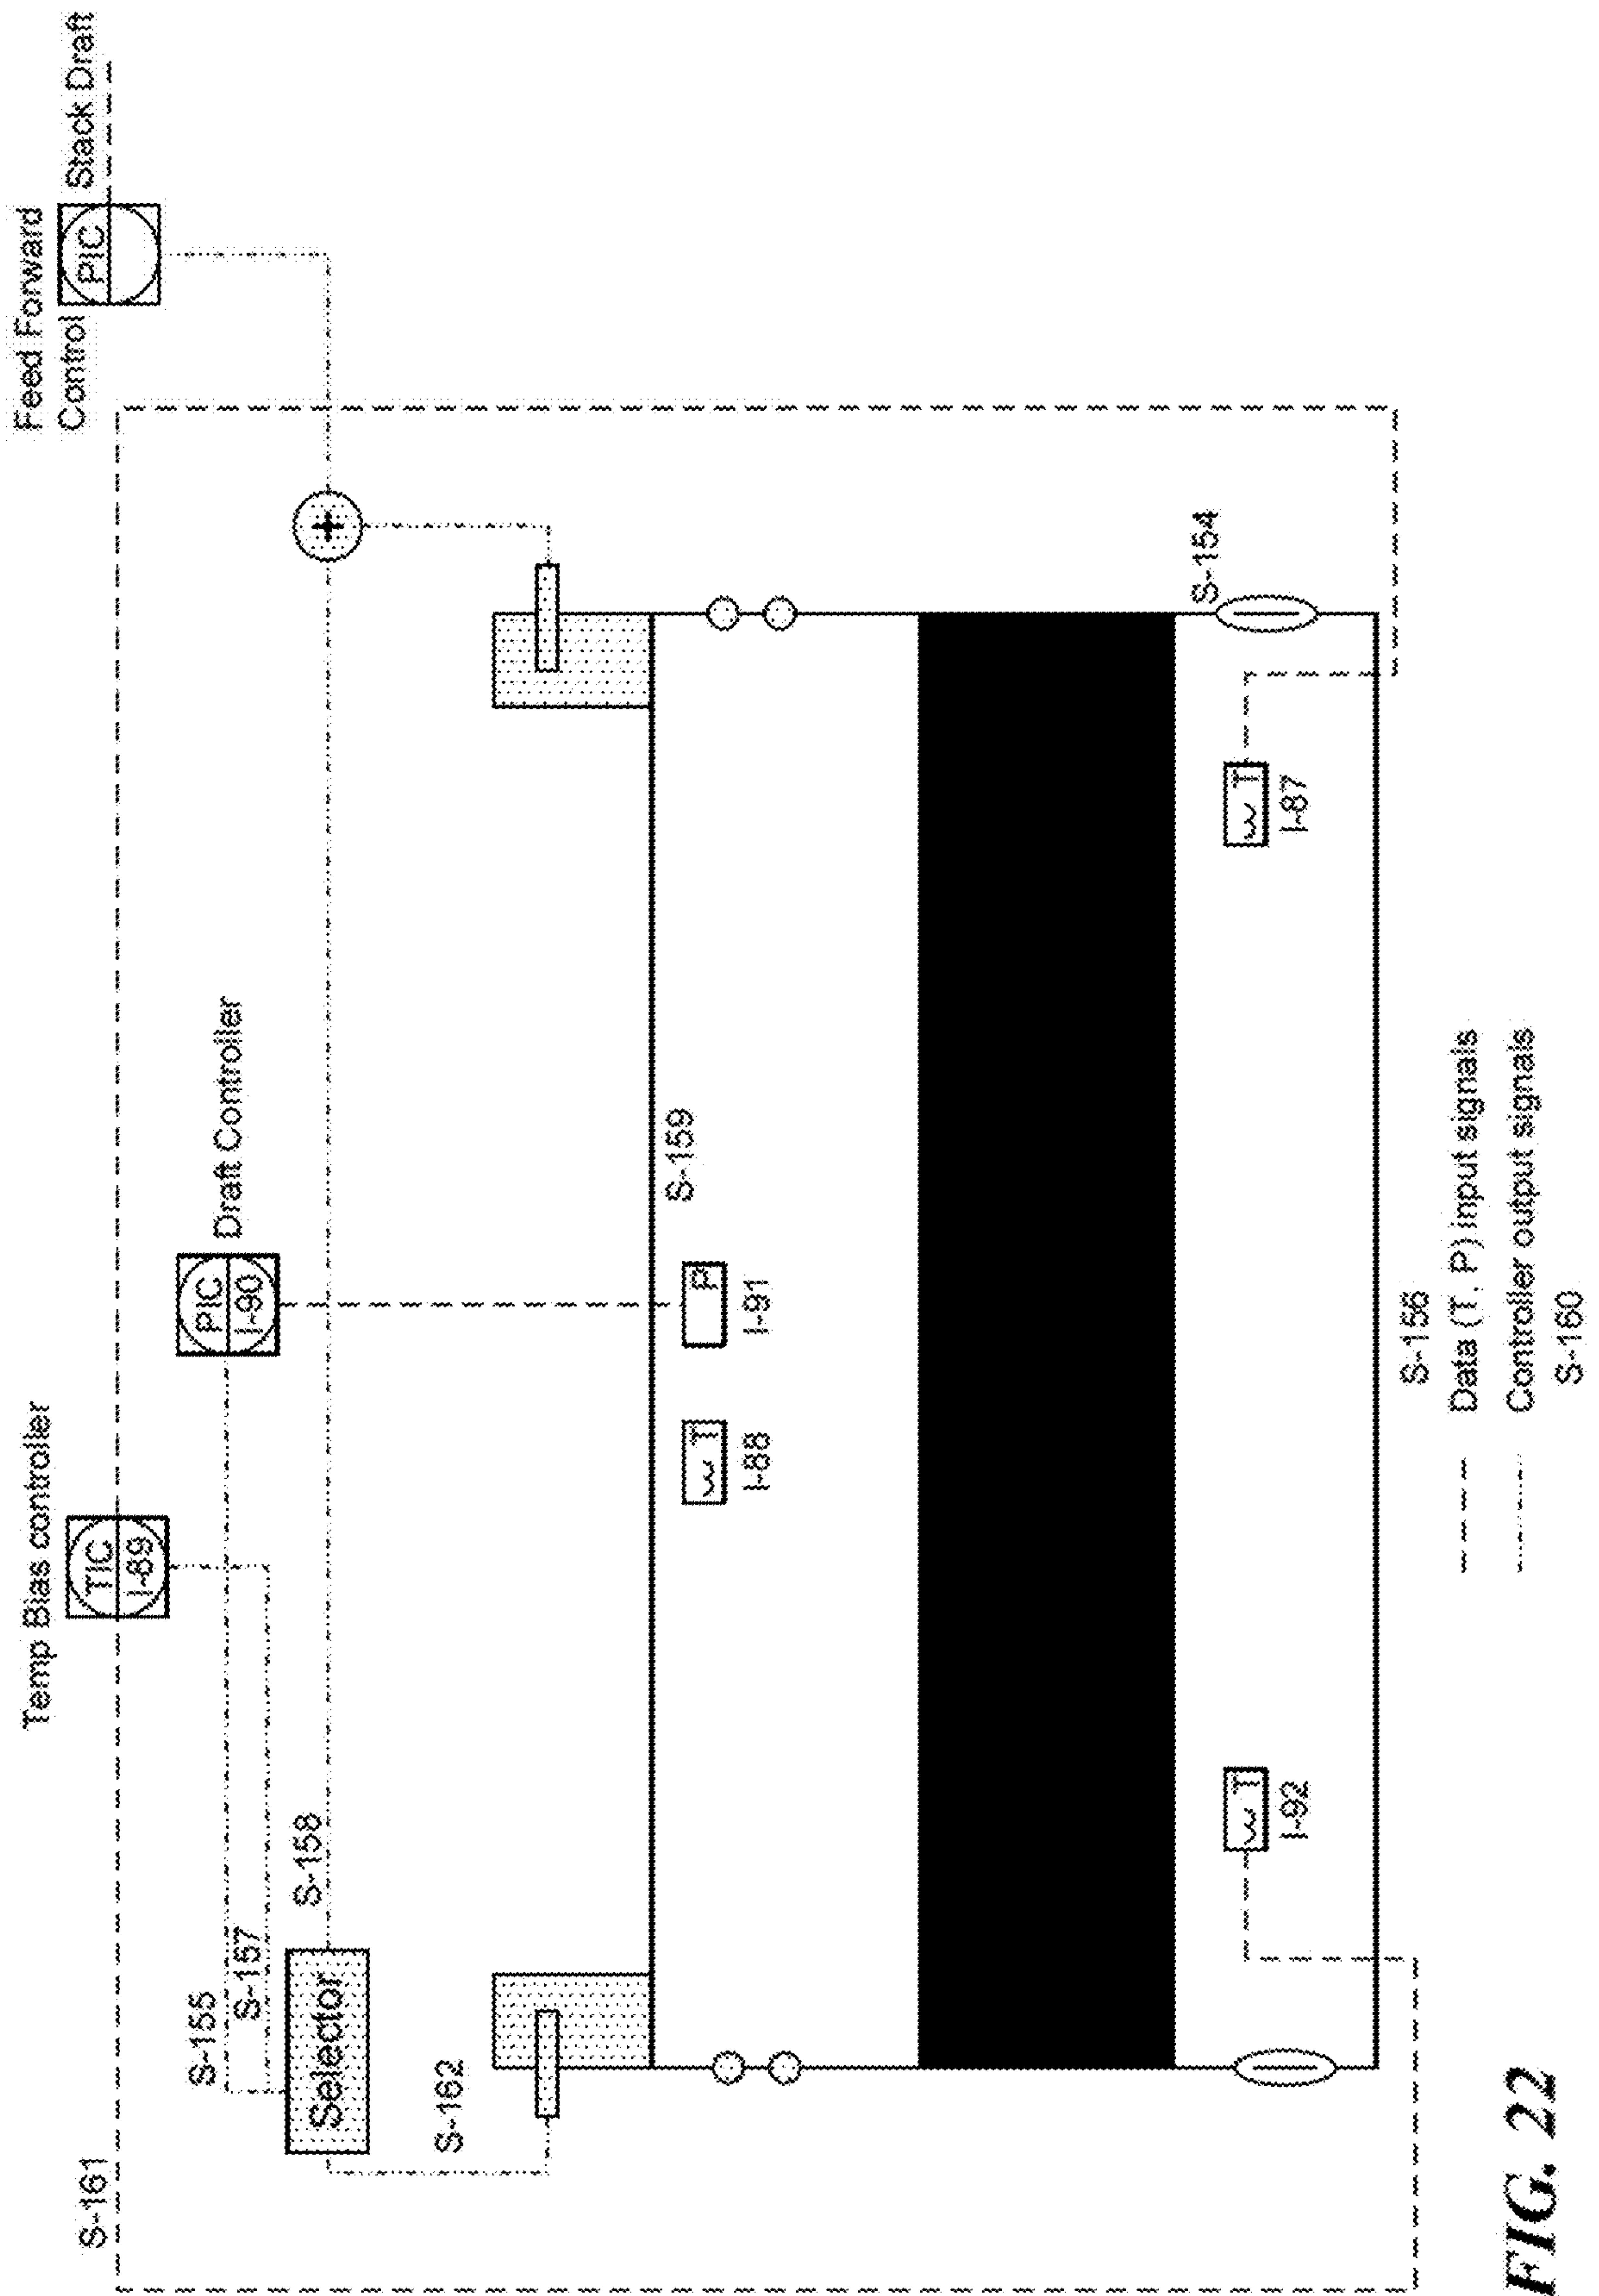 Feed Forward
Control
PIC
Stack Draft
Temp Bias controller
TIC
I-89
S-161
PIC
I-90
Draft Controller
S-155
S-157
S-158
Selector
+
S-162
S-159
T
I-88
P
I-91
S-154
T
I-92
T
I-87
S-156
Data (T, P) input signals
Controller output signals
S-160
FIG. 22